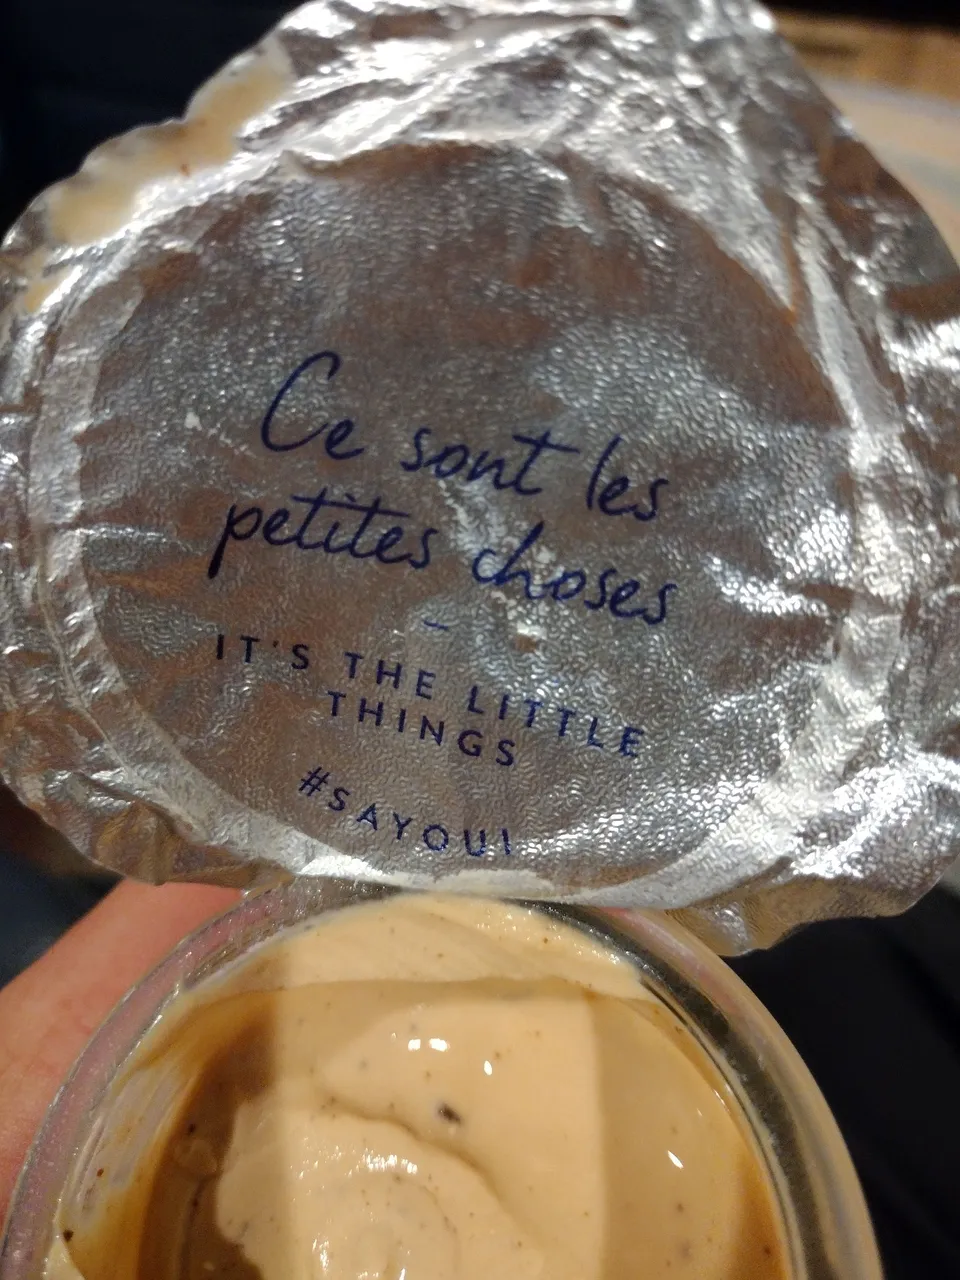 Ce sont les
petites choses
–
IT'S THE LITTLE
THINGS
#SAYOUI